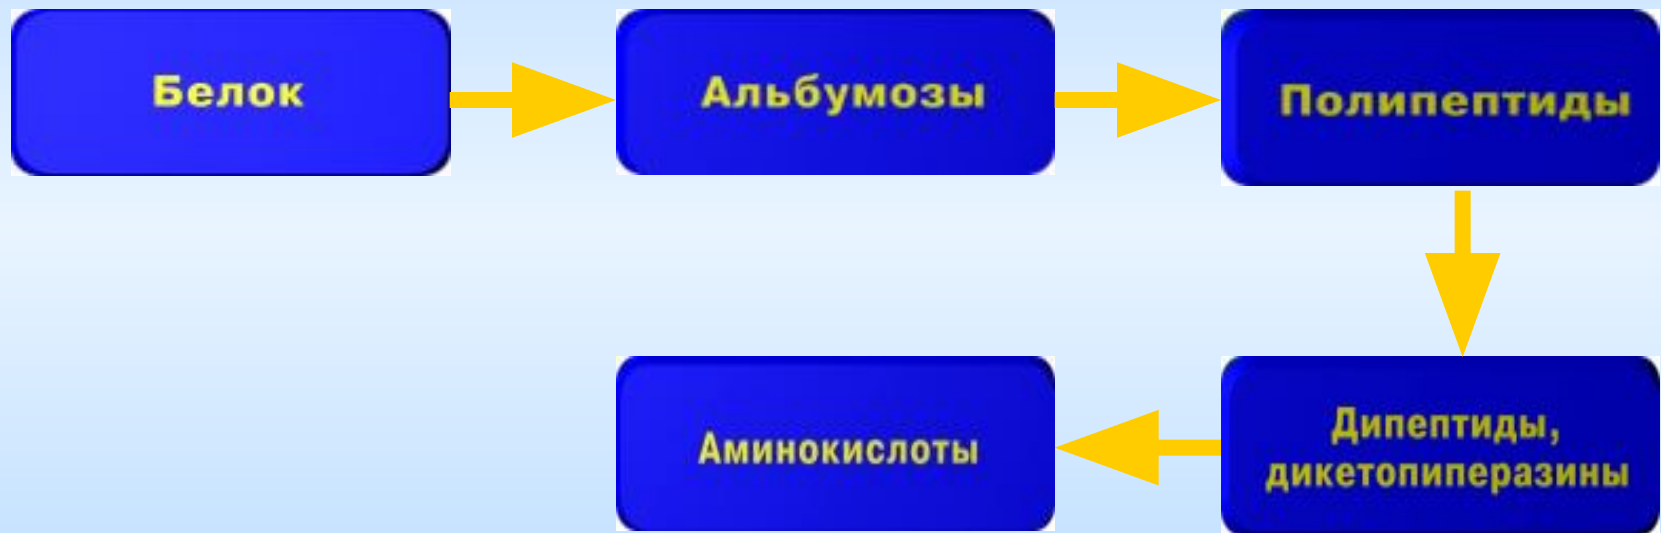 Белок
Альбумозы
Полипептиды
Дипептиды,
дикетопиперазины
Аминокислоты